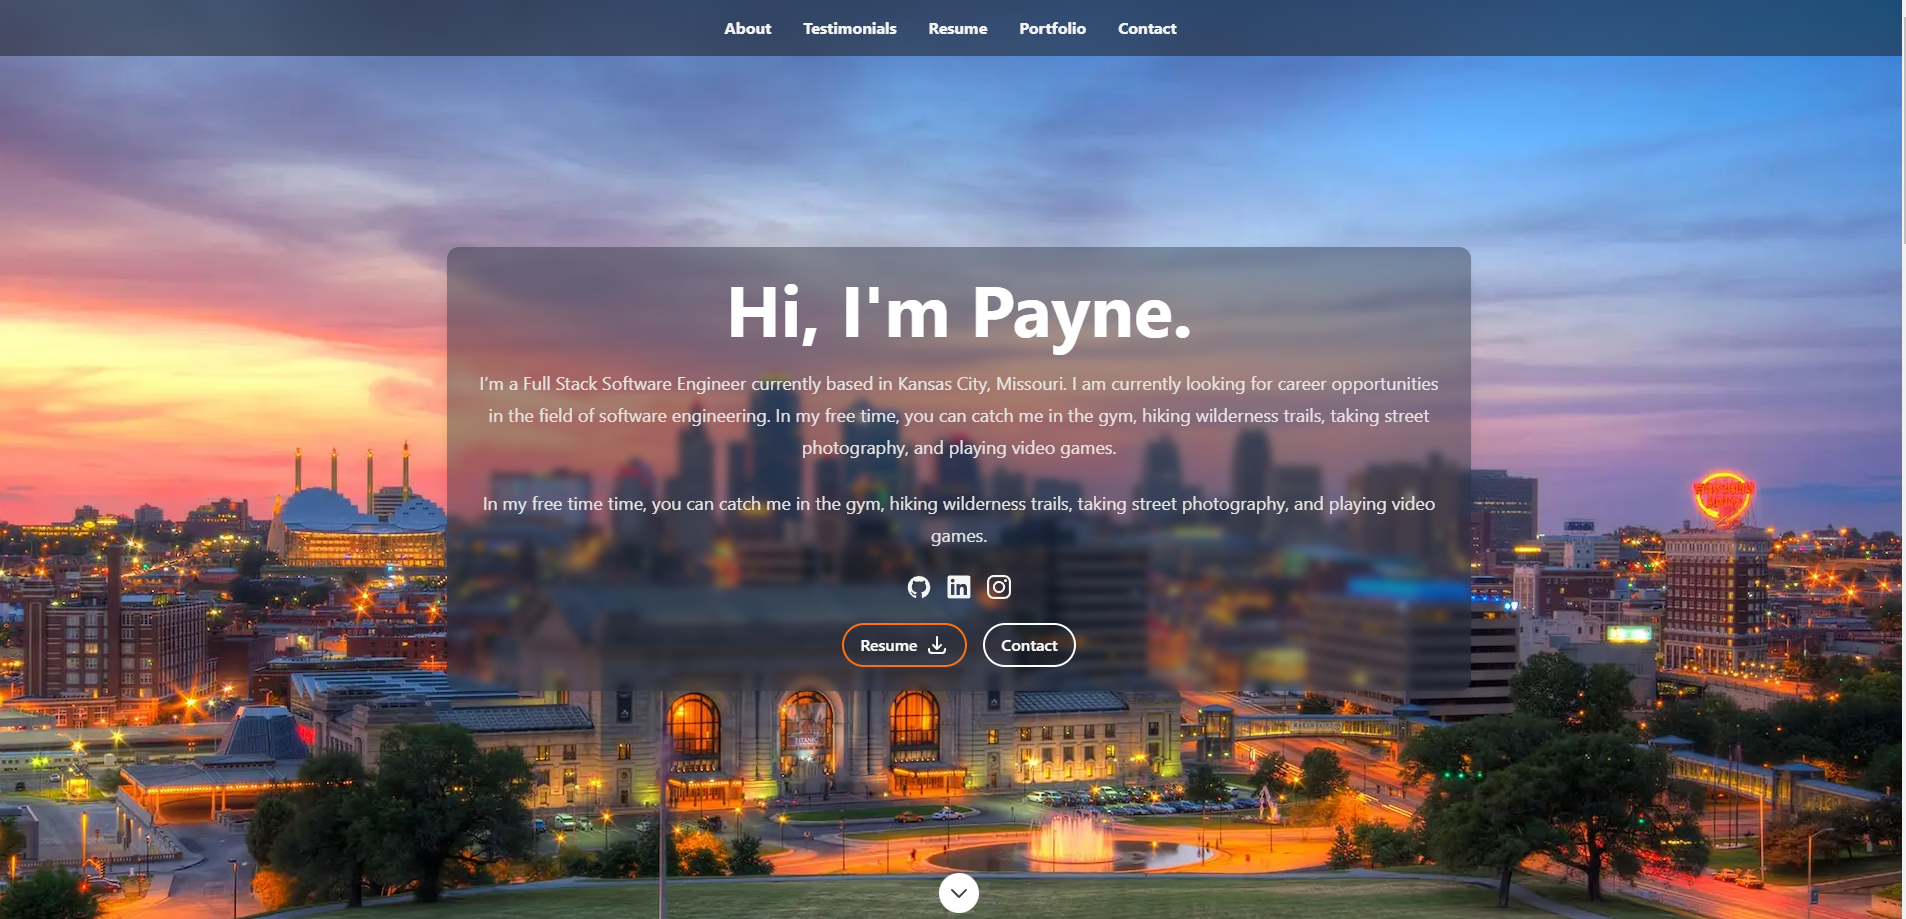 About
Testimonials
Resume
Portfolio
Contact
Hi, I'm Payne.
I'm a Full Stack Software Engineer currently based in Kansas City, Missouri. I am currently looking for career opportunities
in the field of software engineering. In my free time, you can catch me in the gym, hiking wilderness trails, taking street
photography, and playing video games.
In my free time time, you can catch me in the gym, hiking wilderness trails, taking street photography, and playing video
games.
Resume
Contact
TITANIC